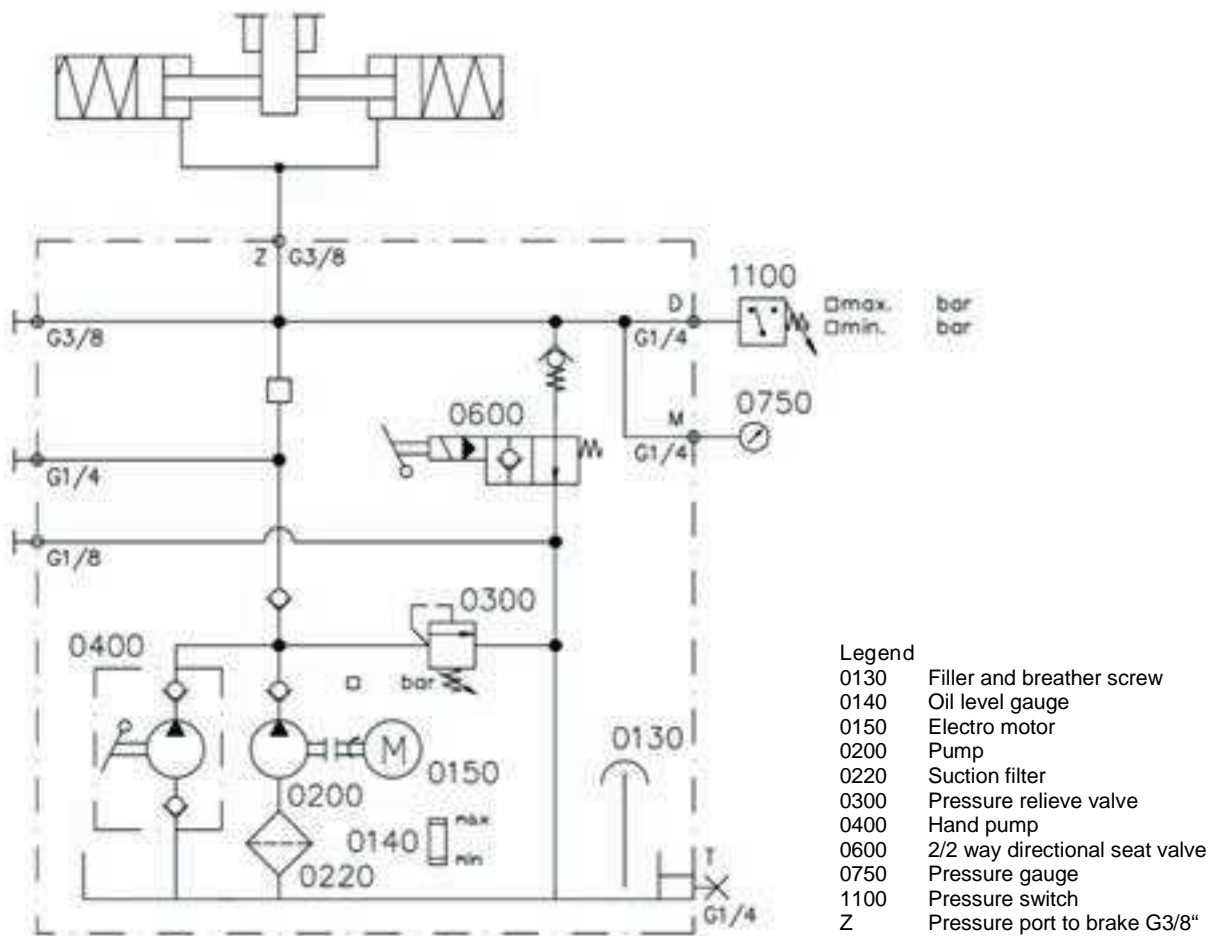 Z G3/8
1100
D
□max. bar
□min. bar
G3/8
G1/4
0600
0750
M
G1/4
G1/4
G1/8
0300
0400
□ bar
M
0130
0150
0200
0140
max
min
0220
T
G1/4
Legend
0130 Filler and breather screw
0140 Oil level gauge
0150 Electro motor
0200 Pump
0220 Suction filter
0300 Pressure relieve valve
0400 Hand pump
0600 2/2 way directional seat valve
0750 Pressure gauge
1100 Pressure switch
Z Pressure port to brake G3/8“